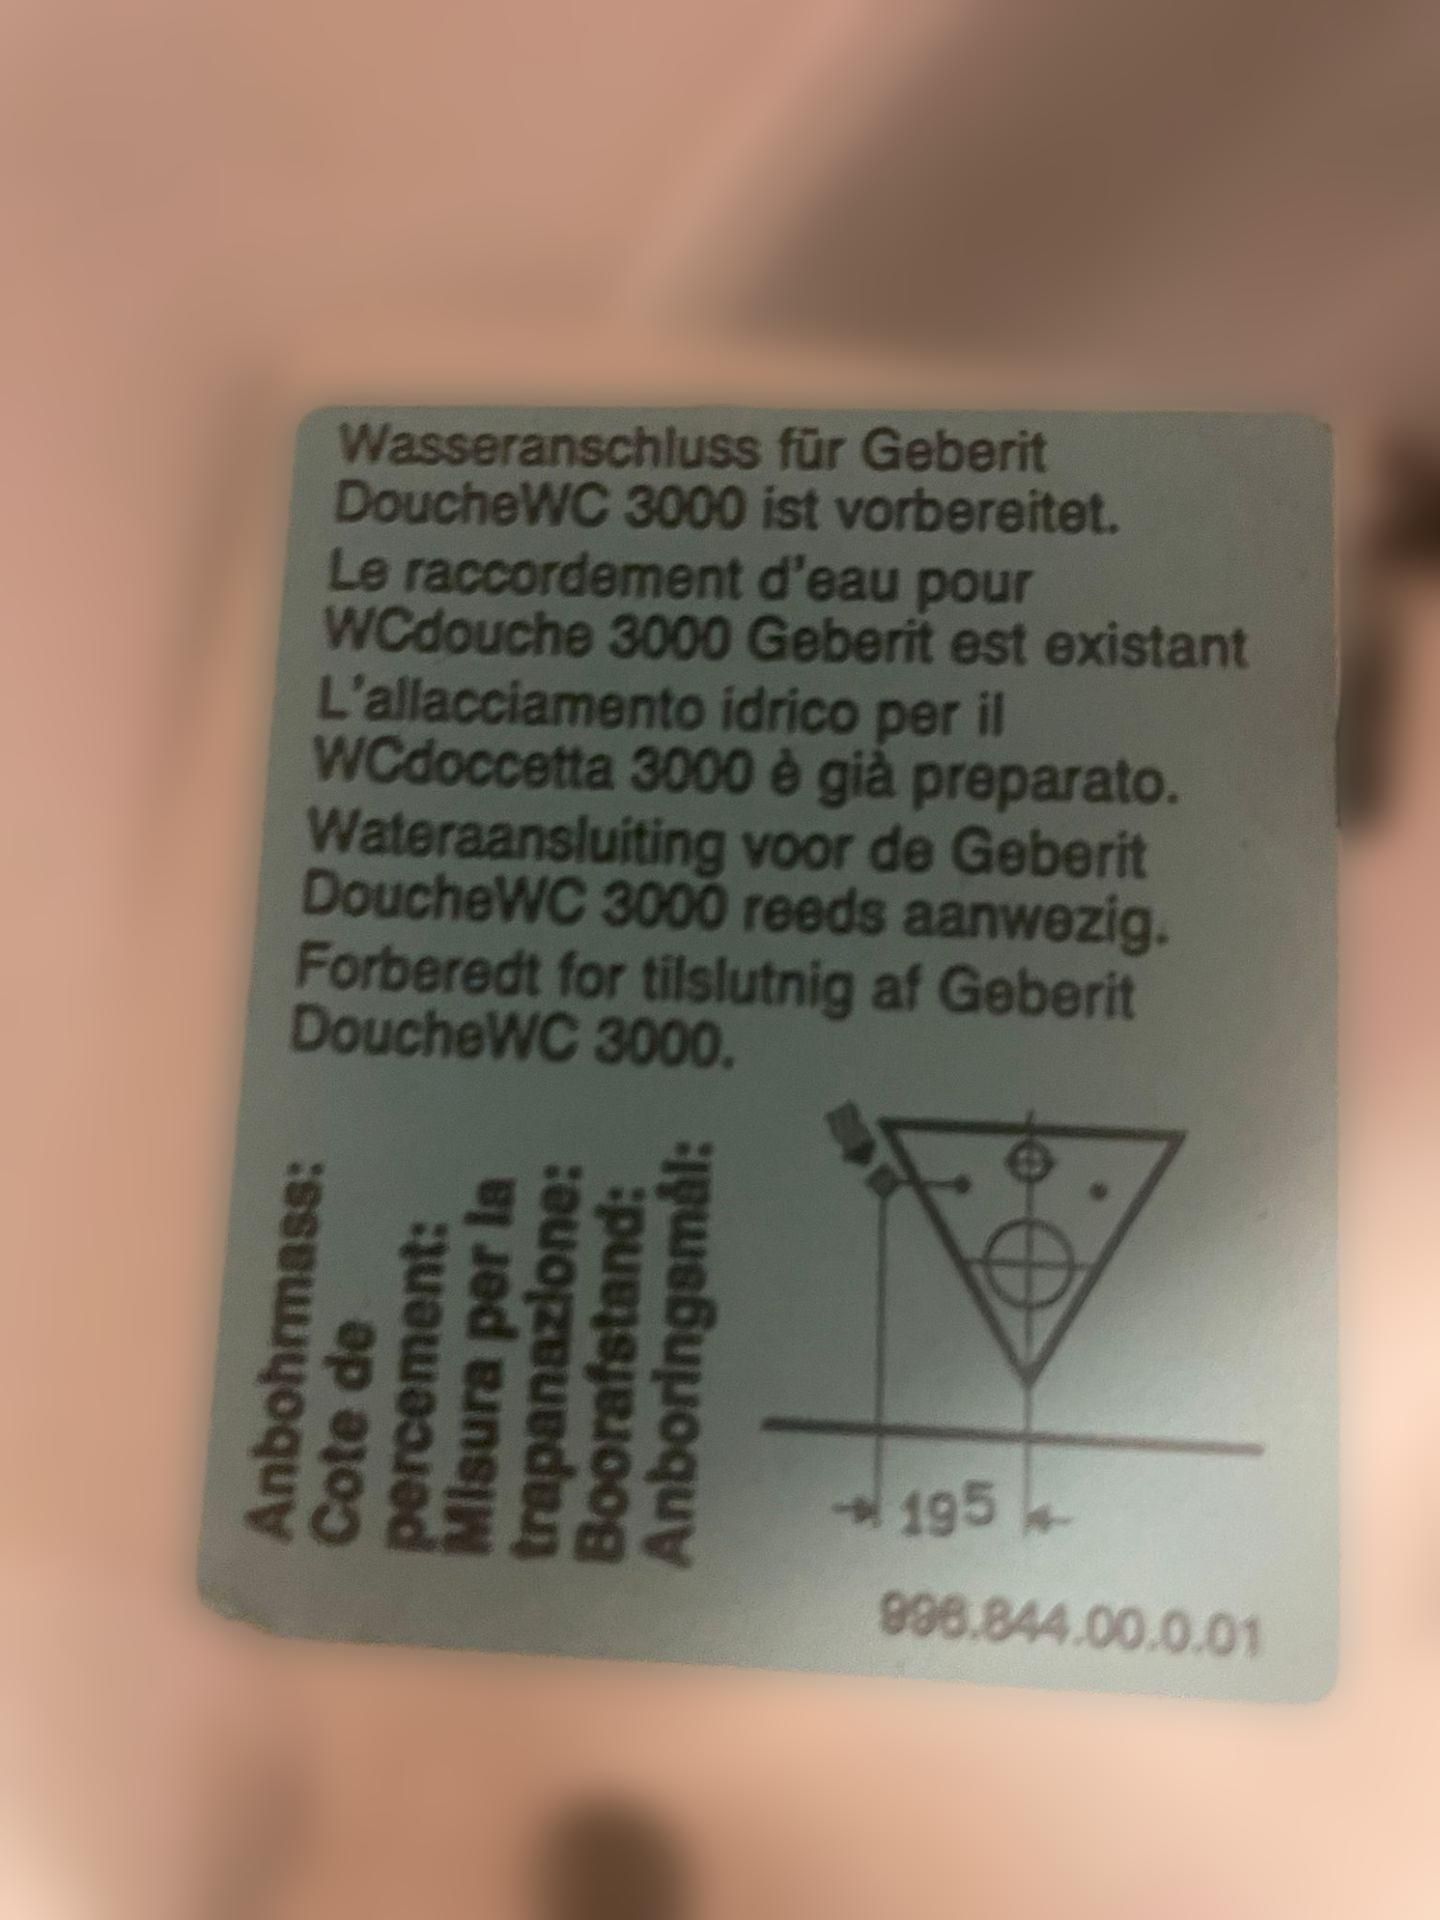 Wasseranschluss für Geberit
DoucheWC 3000 ist vorbereitet.
Le raccordement d'eau pour
WCdouche 3000 Geberit est existant
L'allacciamento idrico per il
WCdoccetta 3000 è già preparato.
Wateraansluiting voor de Geberit
DoucheWC 3000 reeds aanwezig.
Forberedt for tilslutnig af Geberit
DoucheWC 3000.
Anbohrmass:
Cote de
percement:
Misura per la
trapanazione:
Boorafstand:
Anboringsmål:
19⁵
996.844.00.0.01